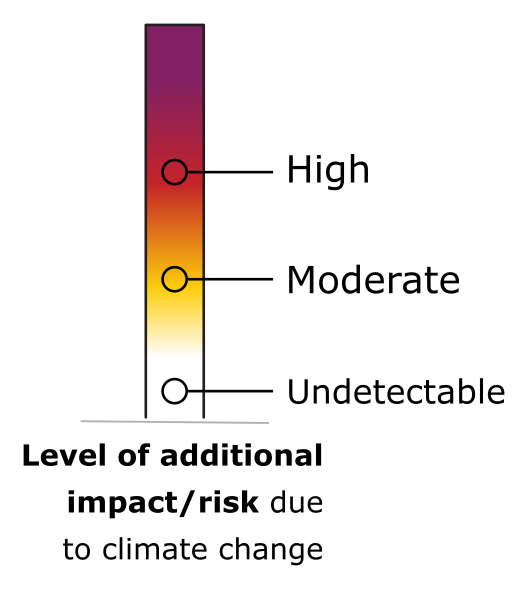 High
Moderate
Undetectable
Level of additional
impact/risk due
to climate change